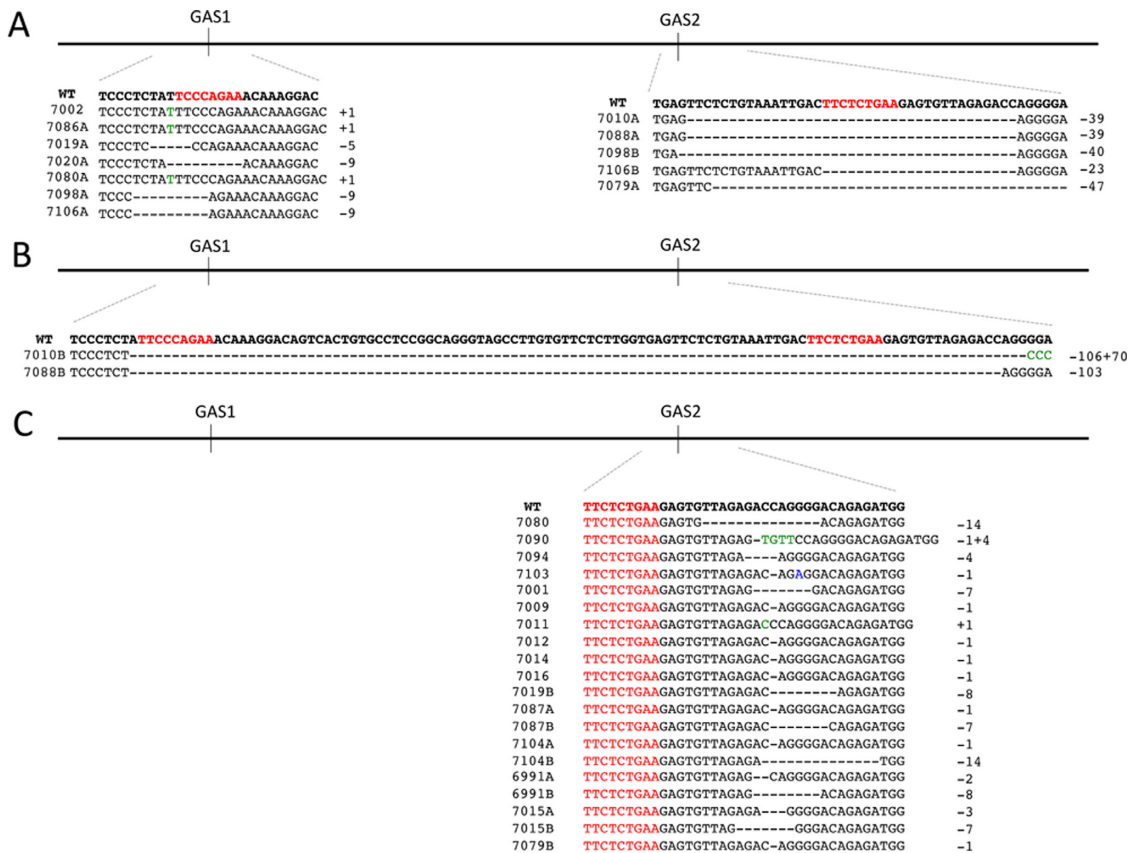 A
GAS1
GAS2
WT TCCCTCTATTCCCAGAAACAAAGGAC
7002 TCCCTCTATTTCCCAGAAACAAAGGAC +1
7086A TCCCTCTATTTCCCAGAAACAAAGGAC +1
7019A TCCCTC-----CCAGAAACAAAGGAC -5
7020A TCCCTCTA---------ACAAAGGAC -9
7080A TCCCTCTATTTCCCAGAAACAAAGGAC +1
7098A TCCC---------AGAAACAAAGGAC -9
7106A TCCC---------AGAAACAAAGGAC -9
WT TGAGTTCTCTGTAAATTGACTTCTCTGAAGAGTGTTAGAGACCAGGGGA
7010A TGAG---------------------------------------AGGGGA -39
7088A TGAG---------------------------------------AGGGGA -39
7098B TGA----------------------------------------AGGGGA -40
7106B TGAGTTCTCTGTAAATTGAC-----------------------AGGGGA -23
7079A TGAGTTC------------------------------------------ -47
B
GAS1
GAS2
WT TCCCTCTATTCCCAGAAACAAAGGACAGTCACTGTGCCTCCGGCAGGGTAGCCTTGTGTTCTCTTGGTGAGTTCTCTGTAAATTGACTTCTCTGAAGAGTGTTAGAGACCAGGGGA
7010B TCCCTCT----------------------------------------------------------------------------------------------------------CCC -106+70
7088B TCCCTCT-------------------------------------------------------------------------------------------------------AGGGGA -103
C
GAS1
GAS2
WT TTCTCTGAAGAGTGTTAGAGACCAGGGGACAGAGATGG
7080 TTCTCTGAAGAGTG--------------ACAGAGATGG -14
7090 TTCTCTGAAGAGTGTTAGAG-TGTTCCAGGGGACAGAGATGG -1+4
7094 TTCTCTGAAGAGTGTTAGA----AGGGGACAGAGATGG -4
7103 TTCTCTGAAGAGTGTTAGAGAC-AGAGGACAGAGATGG -1
7001 TTCTCTGAAGAGTGTTAGAG-------GACAGAGATGG -7
7009 TTCTCTGAAGAGTGTTAGAGAC-AGGGGACAGAGATGG -1
7011 TTCTCTGAAGAGTGTTAGAGACCCAGGGGACAGAGATGG +1
7012 TTCTCTGAAGAGTGTTAGAGAC-AGGGGACAGAGATGG -1
7014 TTCTCTGAAGAGTGTTAGAGAC-AGGGGACAGAGATGG -1
7016 TTCTCTGAAGAGTGTTAGAGAC-AGGGGACAGAGATGG -1
7019B TTCTCTGAAGAGTGTTAGAGAC--------AGAGATGG -8
7087A TTCTCTGAAGAGTGTTAGAGAC-AGGGGACAGAGATGG -1
7087B TTCTCTGAAGAGTGTTAGAGAC-------CAGAGATGG -7
7104A TTCTCTGAAGAGTGTTAGAGAC-AGGGGACAGAGATGG -1
7104B TTCTCTGAAGAGTGTTAGAGA--------------TGG -14
6991A TTCTCTGAAGAGTGTTAGAG--CAGGGGACAGAGATGG -2
6991B TTCTCTGAAGAGTGTTAGAG--------ACAGAGATGG -8
7015A TTCTCTGAAGAGTGTTAGAGA---GGGGACAGAGATGG -3
7015B TTCTCTGAAGAGTGTTAG-------GGGACAGAGATGG -7
7079B TTCTCTGAAGAGTGTTAGAGAC-AGGGGACAGAGATGG -1